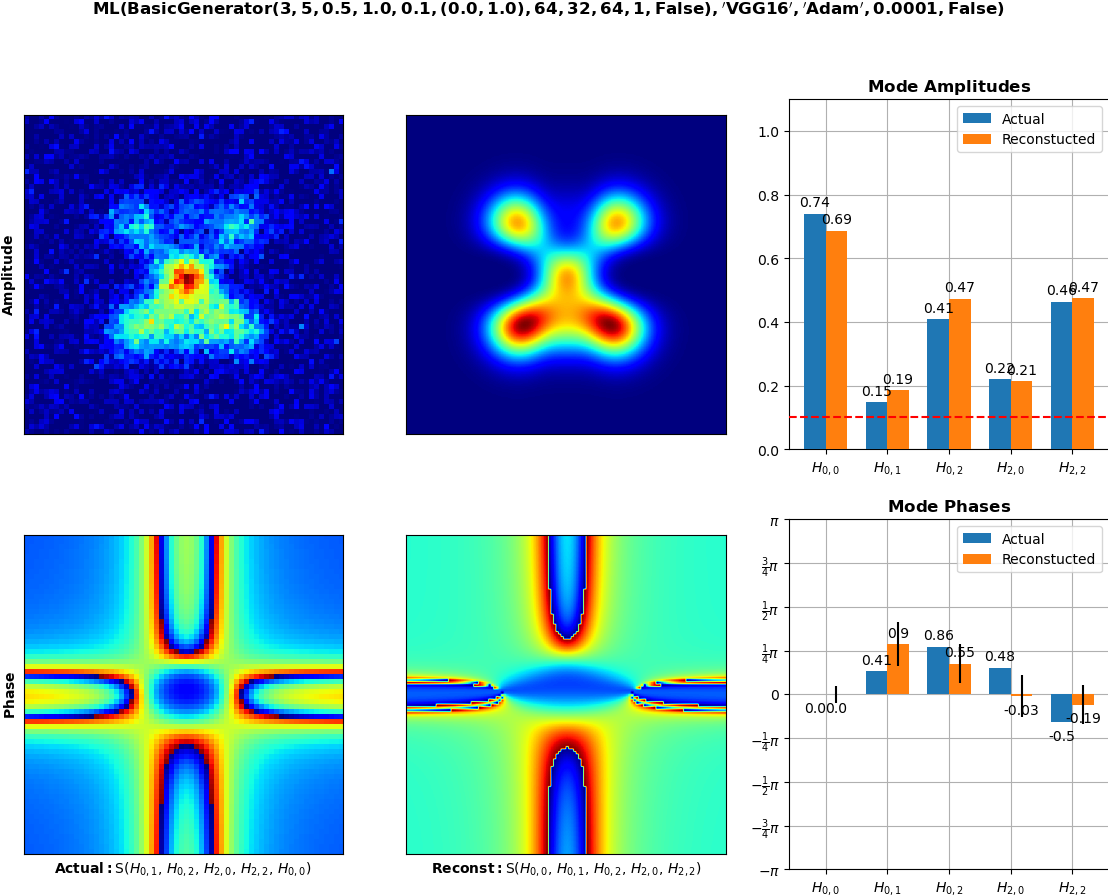 ML(BasicGenerator(3, 5, 0.5, 1.0, 0.1, (0.0, 1.0), 64, 32, 64, 1, False), ′VGG16′, ′Adam′, 0.0001, False)
Amplitude
Mode Amplitudes
Actual
Reconstucted
1.0
0.8
0.6
0.4
0.2
0.0
0.74
0.69
0.15
0.19
0.41
0.47
0.22
0.21
0.46
0.47
H0,0
H0,1
H0,2
H2,0
H2,2
Phase
Actual: S(H0,1, H0,2, H2,0, H2,2, H0,0)
Reconst: S(H0,0, H0,1, H0,2, H2,0, H2,2)
Mode Phases
Actual
Reconstucted
π
3/4π
1/2π
1/4π
0
−1/4π
−1/2π
−3/4π
−π
0.0
0.0
0.41
0.9
0.86
0.55
0.48
-0.03
-0.5
-0.19
H0,0
H0,1
H0,2
H2,0
H2,2